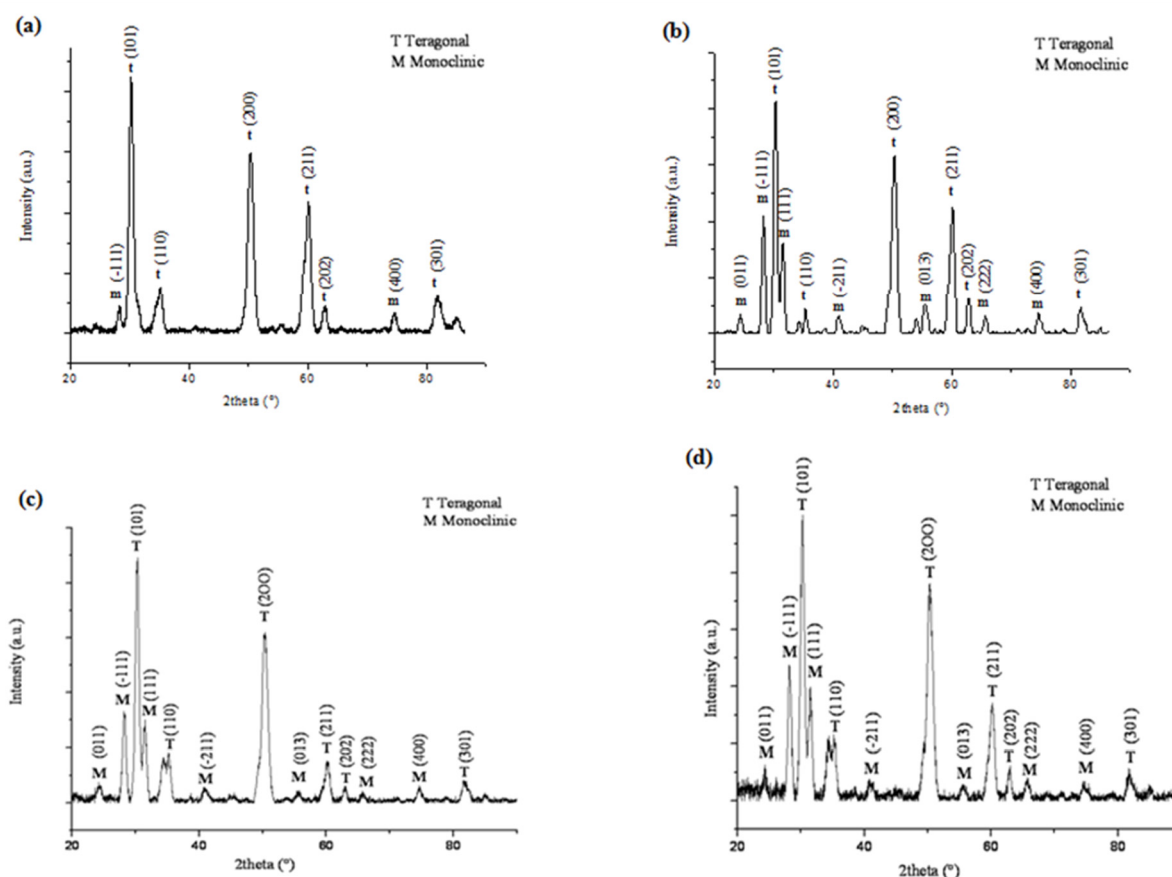 (a)
T Teragonal
M Monoclinic
Intensity (a.u.)
m (-111)
t (101)
t (110)
t (200)
t (211)
t (202)
m (400)
t (301)
20 40 60 80
2theta (°)
(b)
T Teragonal
M Monoclinic
Intensity (a.u.)
m (011)
m (-111)
t (101)
m (111)
t (110)
m (-211)
t (200)
m (013)
t (211)
t (202)
m (222)
m (400)
t (301)
20 40 60 80
2theta (°)
(c)
T Teragonal
M Monoclinic
Intensity (a.u.)
M (011)
M (-111)
T (101)
M (111)
T (110)
M (-211)
T (2OO)
M (013)
T (211)
T (202)
M (222)
M (400)
T (301)
20 40 60 80
2theta (°)
(d)
T Teragonal
M Monoclinic
Intensity (a.u.)
M (011)
M (-111)
T (101)
M (111)
T (110)
M (-211)
T (2OO)
M (013)
T (211)
T (202)
M (222)
M (400)
T (301)
20 40 60 80
2theta (°)